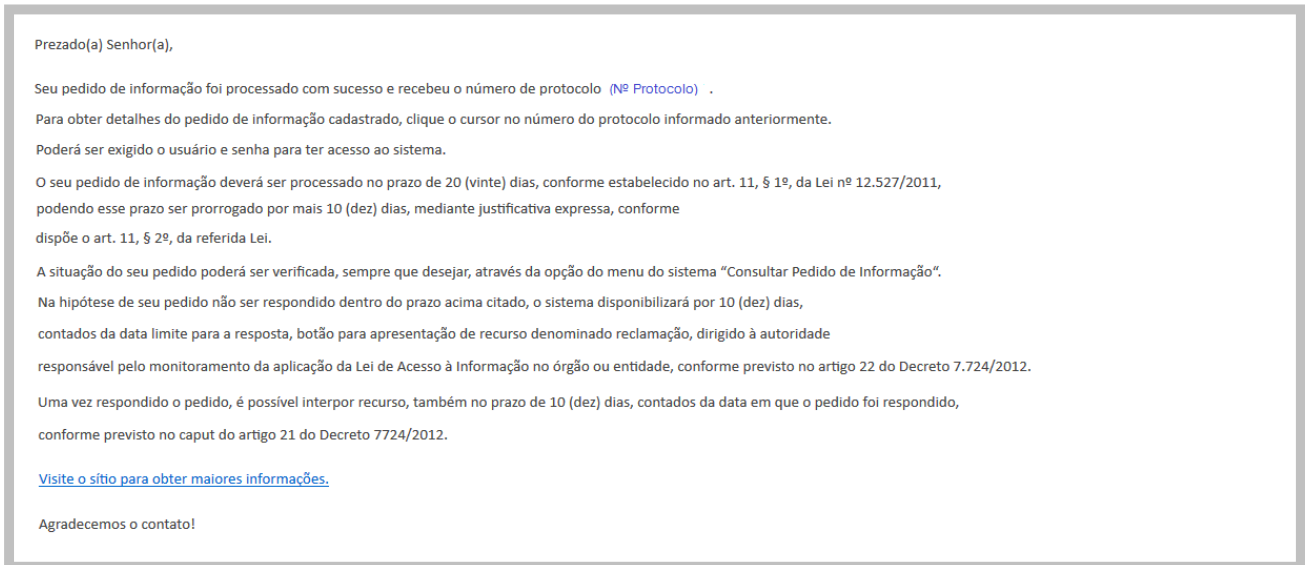 Prezado(a) Senhor(a),
Seu pedido de informação foi processado com sucesso e recebeu o número de protocolo (Nº Protocolo) .
Para obter detalhes do pedido de informação cadastrado, clique o cursor no número do protocolo informado anteriormente.
Poderá ser exigido o usuário e senha para ter acesso ao sistema.
O seu pedido de informação deverá ser processado no prazo de 20 (vinte) dias, conforme estabelecido no art. 11, § 1º, da Lei nº 12.527/2011,
podendo esse prazo ser prorrogado por mais 10 (dez) dias, mediante justificativa expressa, conforme
dispõe o art. 11, § 2º, da referida Lei.
A situação do seu pedido poderá ser verificada, sempre que desejar, através da opção do menu do sistema “Consultar Pedido de Informação“.
Na hipótese de seu pedido não ser respondido dentro do prazo acima citado, o sistema disponibilizará por 10 (dez) dias,
contados da data limite para a resposta, botão para apresentação de recurso denominado reclamação, dirigido à autoridade
responsável pelo monitoramento da aplicação da Lei de Acesso à Informação no órgão ou entidade, conforme previsto no artigo 22 do Decreto 7.724/2012.
Uma vez respondido o pedido, é possível interpor recurso, também no prazo de 10 (dez) dias, contados da data em que o pedido foi respondido,
conforme previsto no caput do artigo 21 do Decreto 7724/2012.
Visite o sítio para obter maiores informações.
Agradecemos o contato!